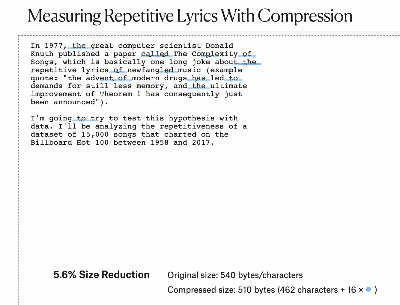 Measuring Repetitive Lyrics With Compression
In 1977, the great computer scientist Donald
Knuth published a paper called The Complexity of
Songs, which is basically one long joke about the
repetitive lyrics of newfangled music (example
quote: "the advent of modern drugs has led to
demands for still less memory, and the ultimate
improvement of Theorem 1 has consequently just
been announced").
I'm going to try to test this hypothesis with
data. I'll be analyzing the repetitiveness of a
dataset of 15,000 songs that charted on the
Billboard Hot 100 between 1958 and 2017.
5.6% Size Reduction
Original size: 540 bytes/characters
Compressed size: 510 bytes (462 characters + 16 × )